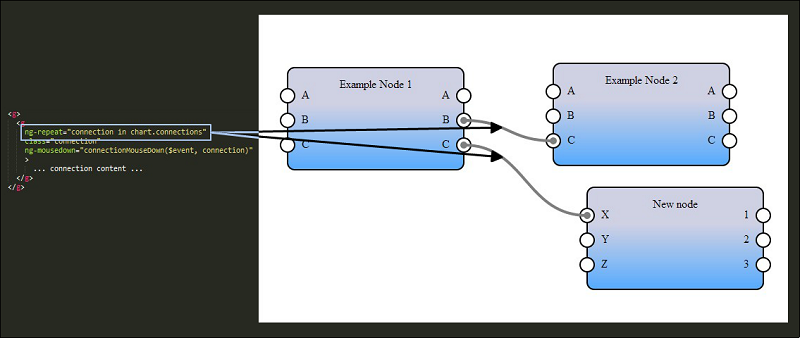 <g>
<g
ng-repeat="connection in chart.connections"
class="connection"
ng-mousedown="connectionMouseDown($event, connection)"
>
... connection content ...
</g>
</g>
Example Node 1
A A
B B
C C
Example Node 2
A A
B B
C C
New node
X 1
Y 2
Z 3